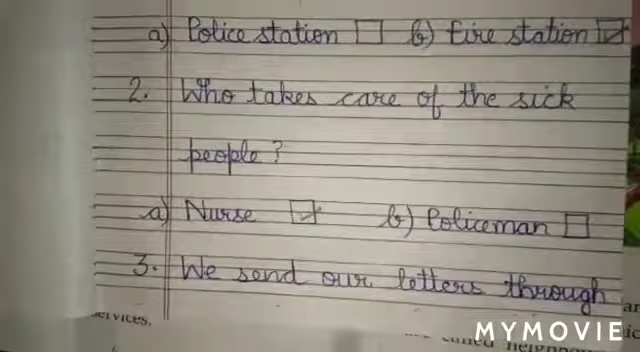 a) Police station ☐ b) Fire station ☑
2. Who takes care of the sick
people?
a) Nurse ☑ b) Policeman ☐
3. We send our letters through
services.
MYMOVIE